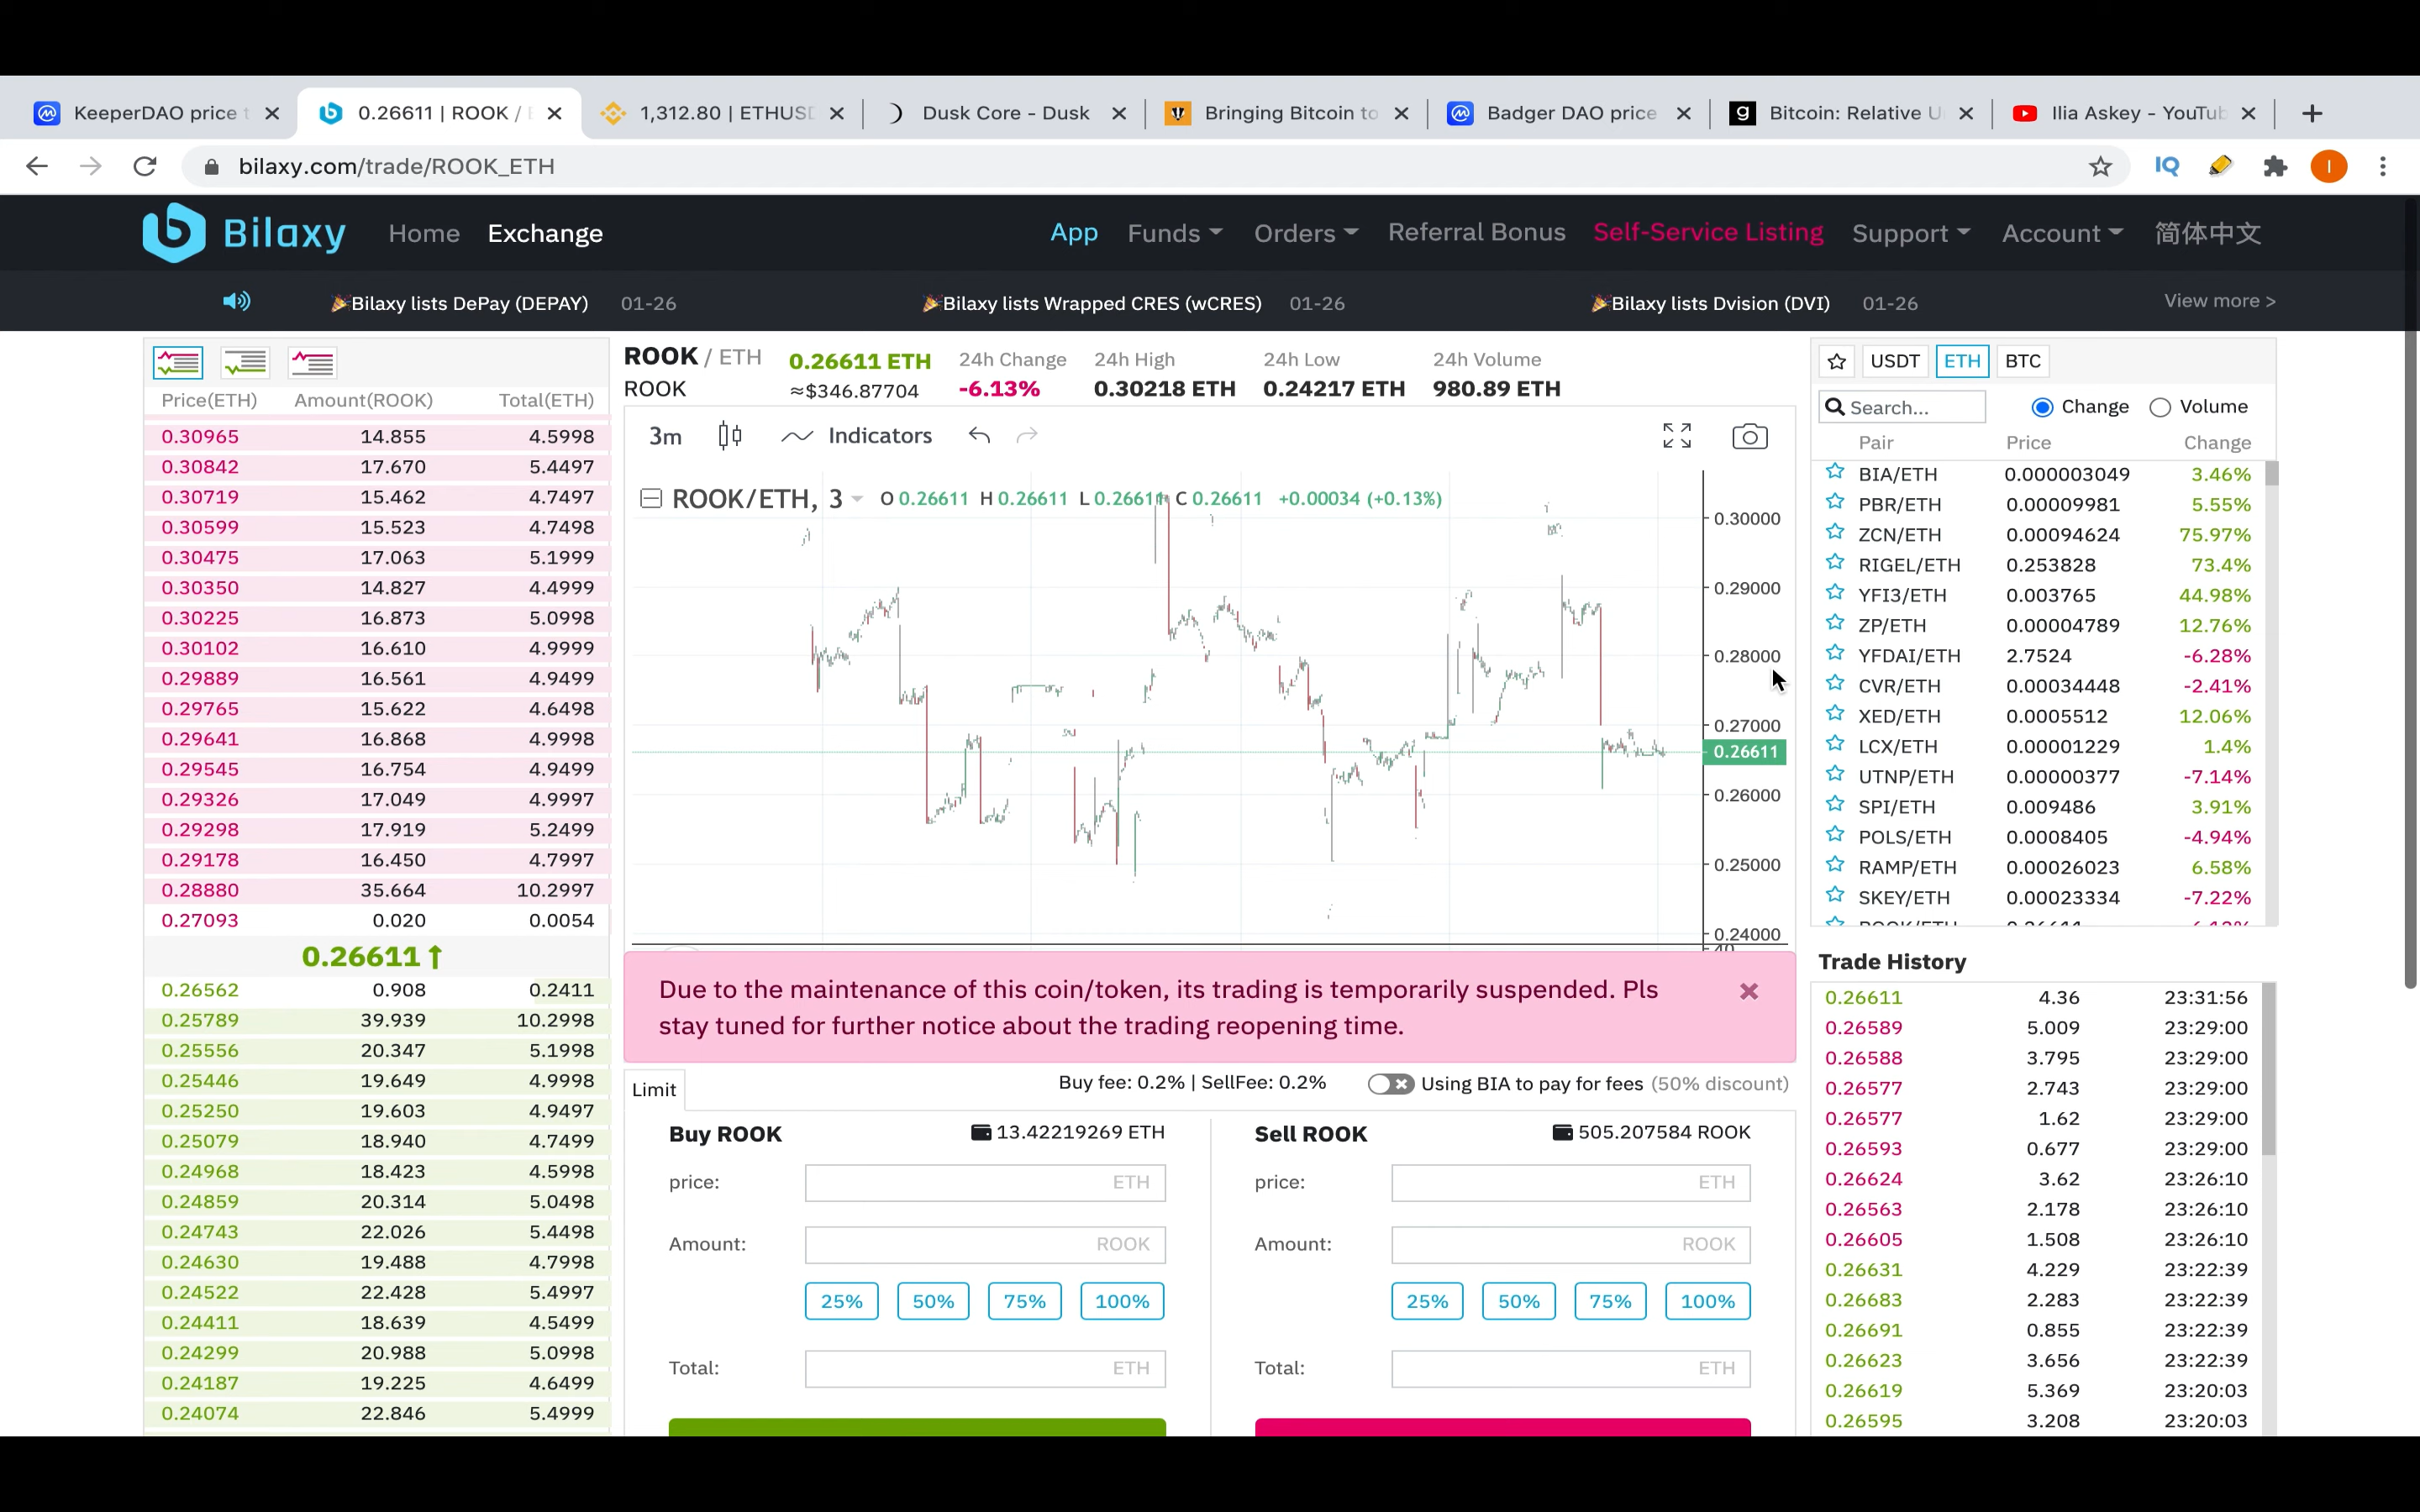 KeeperDAO price t
0.26611 | ROOK / E
1,312.80 | ETHUSD
Dusk Core - Dusk
Bringing Bitcoin to
Badger DAO price
Bitcoin: Relative U
Ilia Askey - YouTub
bilaxy.com/trade/ROOK_ETH
IQ
I
Bilaxy Home Exchange App Funds Orders Referral Bonus Self-Service Listing Support Account 简体中文
Bilaxy lists DePay (DEPAY) 01-26 Bilaxy lists Wrapped CRES (wCRES) 01-26 Bilaxy lists Dvision (DVI) 01-26 View more >
Price(ETH) Amount(ROOK) Total(ETH)
0.30965 14.855 4.5998
0.30842 17.670 5.4497
0.30719 15.462 4.7497
0.30599 15.523 4.7498
0.30475 17.063 5.1999
0.30350 14.827 4.4999
0.30225 16.873 5.0998
0.30102 16.610 4.9999
0.29889 16.561 4.9499
0.29765 15.622 4.6498
0.29641 16.868 4.9998
0.29545 16.754 4.9499
0.29326 17.049 4.9997
0.29298 17.919 5.2499
0.29178 16.450 4.7997
0.28880 35.664 10.2997
0.27093 0.020 0.0054
0.26611
0.26562 0.908 0.2411
0.25789 39.939 10.2998
0.25556 20.347 5.1998
0.25446 19.649 4.9998
0.25250 19.603 4.9497
0.25079 18.940 4.7499
0.24968 18.423 4.5998
0.24859 20.314 5.0498
0.24743 22.026 5.4498
0.24630 19.488 4.7998
0.24522 22.428 5.4997
0.24411 18.639 4.5499
0.24299 20.988 5.0998
0.24187 19.225 4.6499
0.24074 22.846 5.4999
ROOK / ETH 0.26611 ETH 24h Change 24h High 24h Low 24h Volume
ROOK ≈$346.87704 -6.13% 0.30218 ETH 0.24217 ETH 980.89 ETH
3m Indicators
ROOK/ETH, 3 O 0.26611 H 0.26611 L 0.26611 C 0.26611 +0.00034 (+0.13%)
0.30000
0.29000
0.28000
0.27000
0.26611
0.26000
0.25000
0.24000
Due to the maintenance of this coin/token, its trading is temporarily suspended. Pls
stay tuned for further notice about the trading reopening time.
Limit Buy fee: 0.2% | SellFee: 0.2% Using BIA to pay for fees (50% discount)
Buy ROOK 13.42219269 ETH
price: ETH
Amount: ROOK
25% 50% 75% 100%
Total: ETH
Sell ROOK 505.207584 ROOK
price: ETH
Amount: ROOK
25% 50% 75% 100%
Total: ETH
USDT ETH BTC
Search... Change Volume
Pair Price Change
BIA/ETH 0.000003049 3.46%
PBR/ETH 0.00009981 5.55%
ZCN/ETH 0.00094624 75.97%
RIGEL/ETH 0.253828 73.4%
YFI3/ETH 0.003765 44.98%
ZP/ETH 0.00004789 12.76%
YFDAI/ETH 2.7524 -6.28%
CVR/ETH 0.00034448 -2.41%
XED/ETH 0.0005512 12.06%
LCX/ETH 0.00001229 1.4%
UTNP/ETH 0.00000377 -7.14%
SPI/ETH 0.009486 3.91%
POLS/ETH 0.0008405 -4.94%
RAMP/ETH 0.00026023 6.58%
SKEY/ETH 0.00023334 -7.22%
Trade History
0.26611 4.36 23:31:56
0.26589 5.009 23:29:00
0.26588 3.795 23:29:00
0.26577 2.743 23:29:00
0.26577 1.62 23:29:00
0.26593 0.677 23:29:00
0.26624 3.62 23:26:10
0.26563 2.178 23:26:10
0.26605 1.508 23:26:10
0.26631 4.229 23:22:39
0.26683 2.283 23:22:39
0.26691 0.855 23:22:39
0.26623 3.656 23:22:39
0.26619 5.369 23:20:03
0.26595 3.208 23:20:03